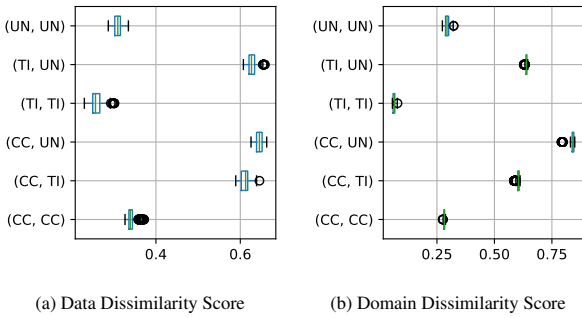 (UN, UN)
(TI, UN)
(TI, TI)
(CC, UN)
(CC, TI)
(CC, CC)
0.4 0.6
(a) Data Dissimilarity Score
(UN, UN)
(TI, UN)
(TI, TI)
(CC, UN)
(CC, TI)
(CC, CC)
0.25 0.50 0.75
(b) Domain Dissimilarity Score